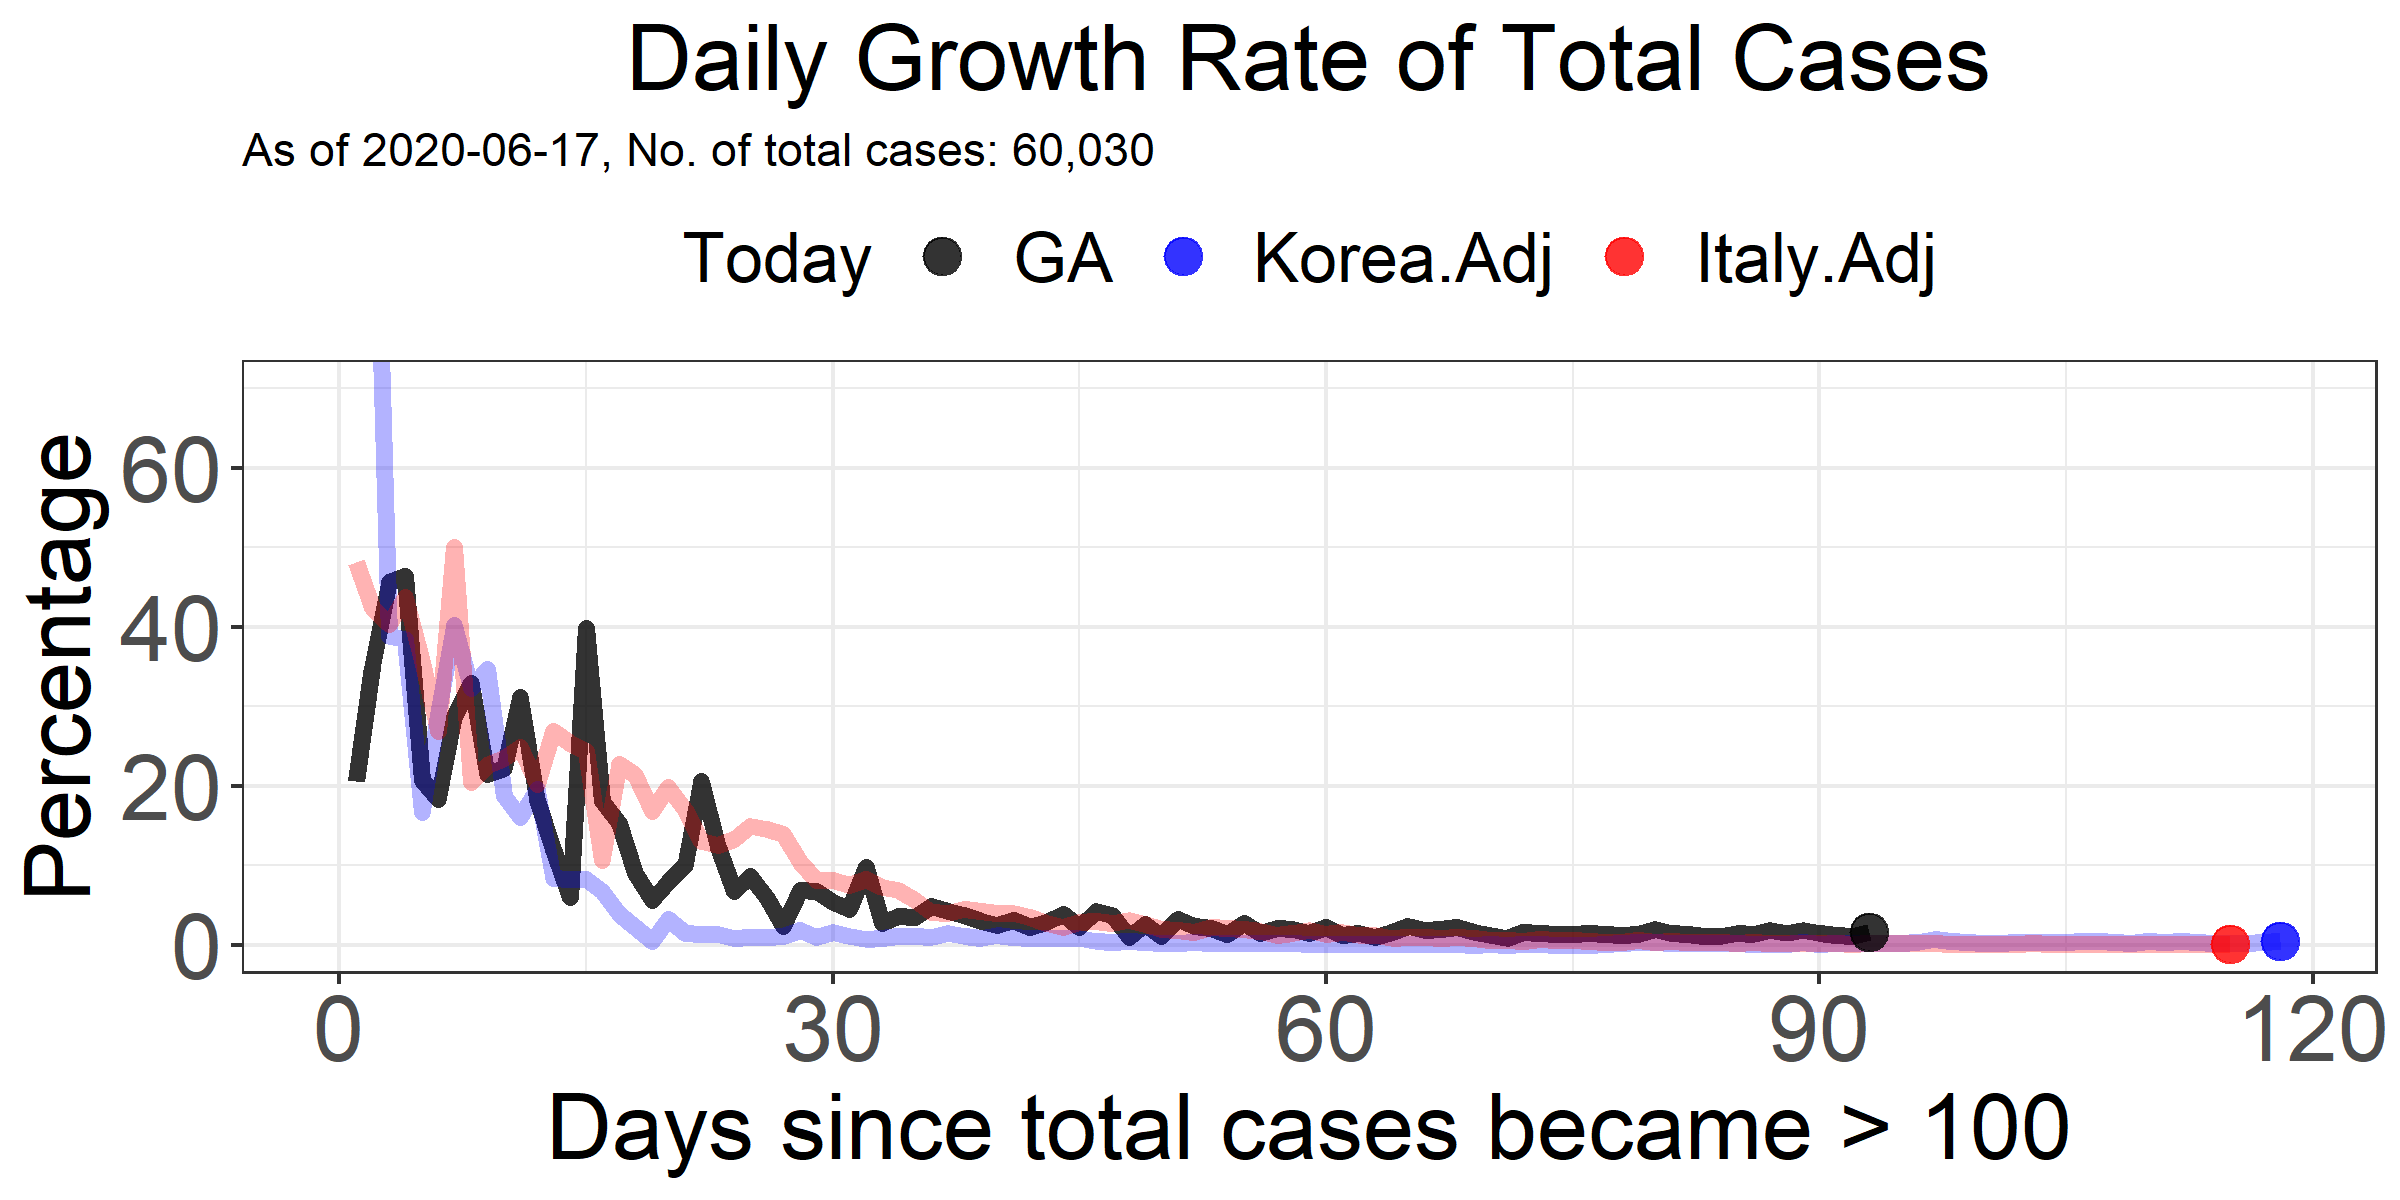 Daily Growth Rate of Total Cases
As of 2020-06-17, No. of total cases: 60,030
Today GA Korea.Adj Italy.Adj
Percentage
60
40
20
0
0 30 60 90 120
Days since total cases became > 100